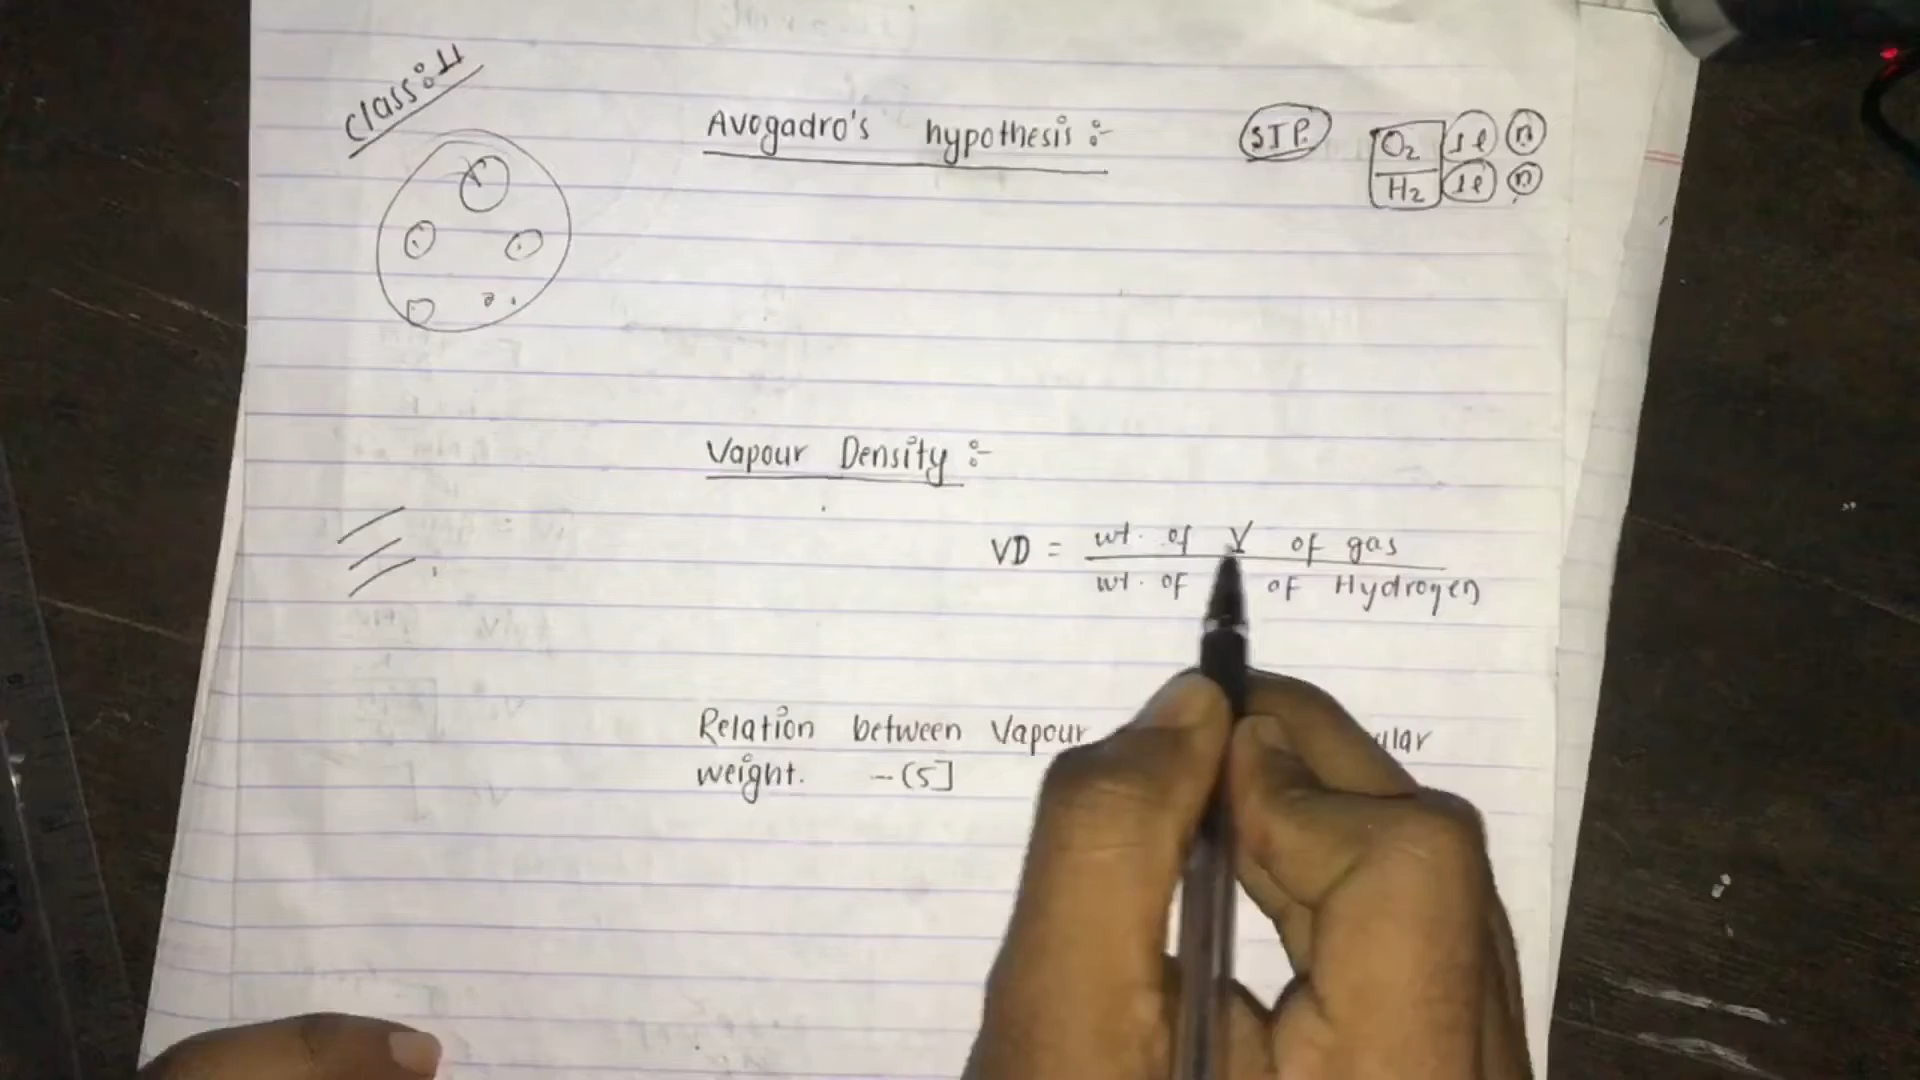 Class:11
Avogadro's hypothesis :-
STP.
O2 1l n
H2 1l n
Vapour Density :-
VD = wt. of V of gas
wt. of of Hydrogen
Relation between Vapour ular
weight. -(5]